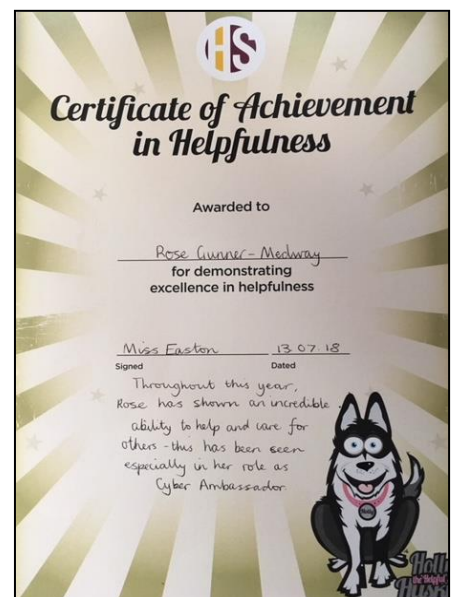 HS
Certificate of Achievement
in Helpfulness
Awarded to
Rose Gunner-Medway
for demonstrating
excellence in helpfulness
Miss Easton 13.07.18
Signed Dated
Throughout this year,
Rose has shown an incredible
ability to help and care for
others - this has been seen
especially in her role as
Cyber Ambassador.
Holly
the Helpful